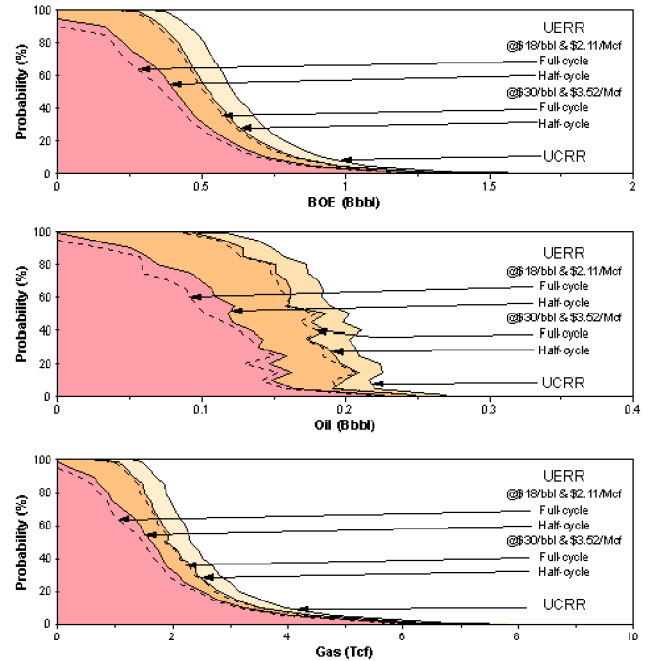 100
80
60
40
20
0
Probability (%)
UERR
@$18/bbl & $2.11/Mcf
Full-cycle
Half-cycle
@$30/bbl & $3.52/Mcf
Full-cycle
Half-cycle
UCRR
0 0.5 1 1.5 2
BOE (Bbbl)
100
80
60
40
20
0
Probability (%)
UERR
@$18/bbl & $2.11/Mcf
Full-cycle
Half-cycle
@$30/bbl & $3.52/Mcf
Full-cycle
Half-cycle
UCRR
0 0.1 0.2 0.3 0.4
Oil (Bbbl)
100
80
60
40
20
0
Probability (%)
UERR
@$18/bbl & $2.11/Mcf
Full-cycle
Half-cycle
@$30/bbl & $3.52/Mcf
Full-cycle
Half-cycle
UCRR
0 2 4 6 8 10
Gas (Tcf)